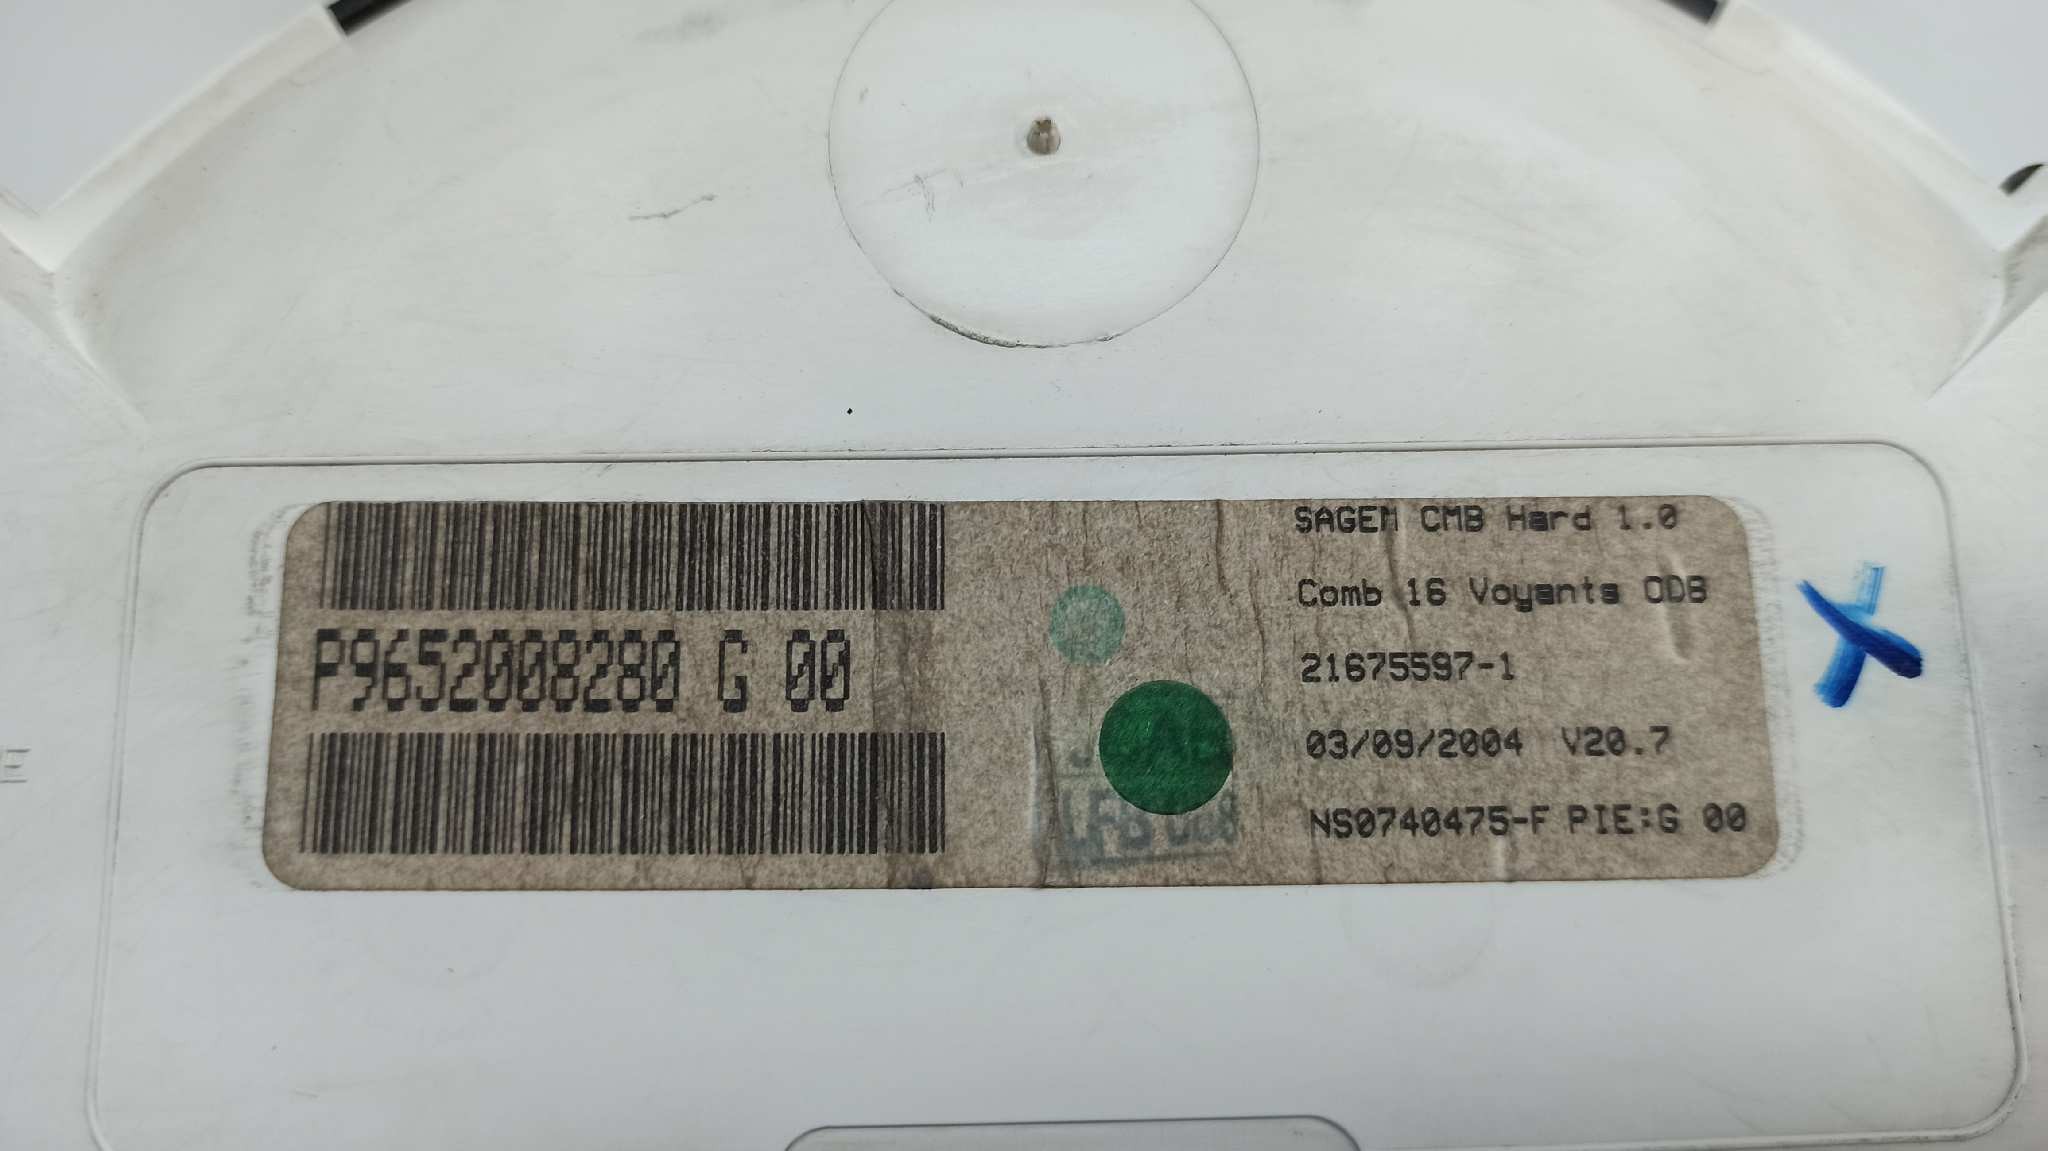 P9652008280 G 00
SAGEM CMB Hard 1.0
Comb 16 Voyants ODB
21675597-1
03/09/2004 V20.7
NS0740475-F PIE:G 00